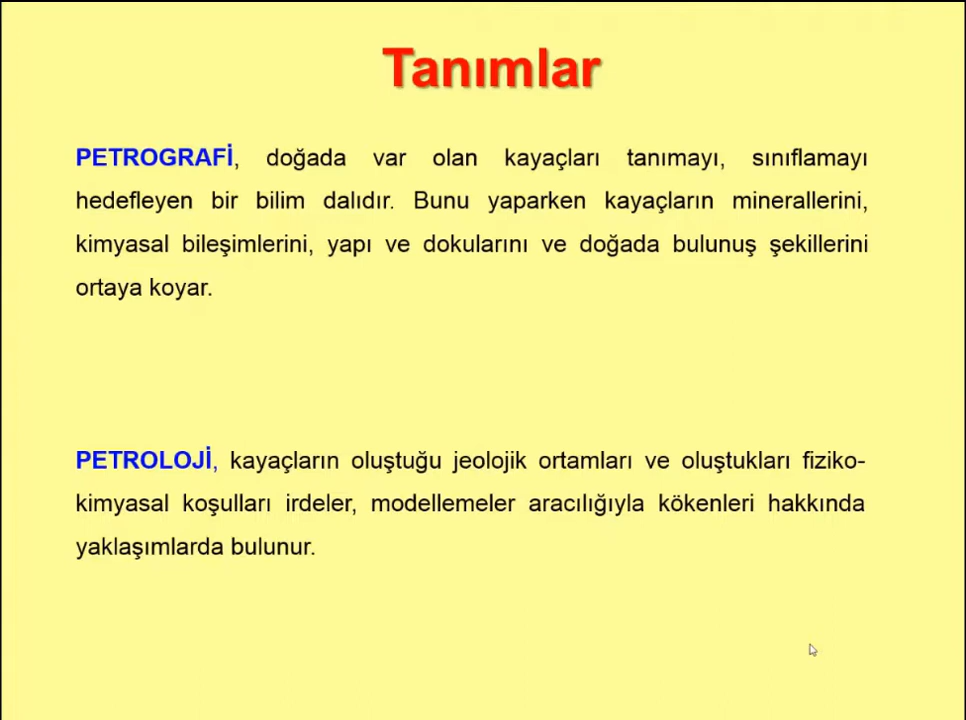 Tanımlar
PETROGRAFİ, doğada var olan kayaçları tanımayı, sınıflamayı
hedefleyen bir bilim dalıdır. Bunu yaparken kayaçların minerallerini,
kimyasal bileşimlerini, yapı ve dokularını ve doğada bulunuş şekillerini
ortaya koyar.
PETROLOJİ, kayaçların oluştuğu jeolojik ortamları ve oluştukları fiziko-
kimyasal koşulları irdeler, modellemeler aracılığıyla kökenleri hakkında
yaklaşımlarda bulunur.